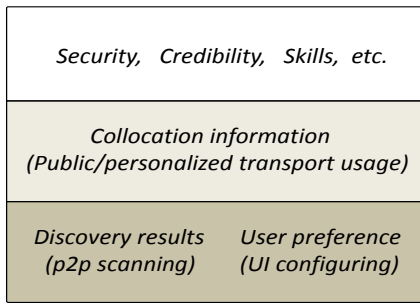 Security, Credibility, Skills, etc.
Collocation information
(Public/personalized transport usage)
Discovery results User preference
(p2p scanning) (UI configuring)